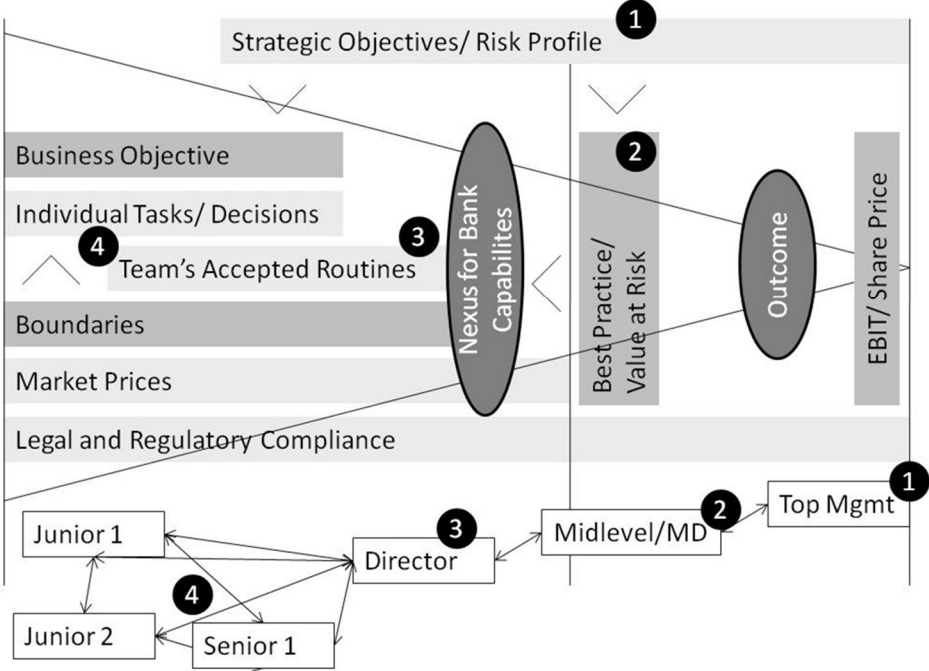 1
Strategic Objectives/ Risk Profile
Business Objective
2
Individual Tasks/ Decisions
3
4
Team's Accepted Routines
Boundaries
Market Prices
Legal and Regulatory Compliance
Nexus for Bank
Capabilites
Best Practice/
Value at Risk
Outcome
EBIT/ Share Price
1
Top Mgmt
2
Midlevel/MD
3
Director
Junior 1
4
Junior 2
Senior 1